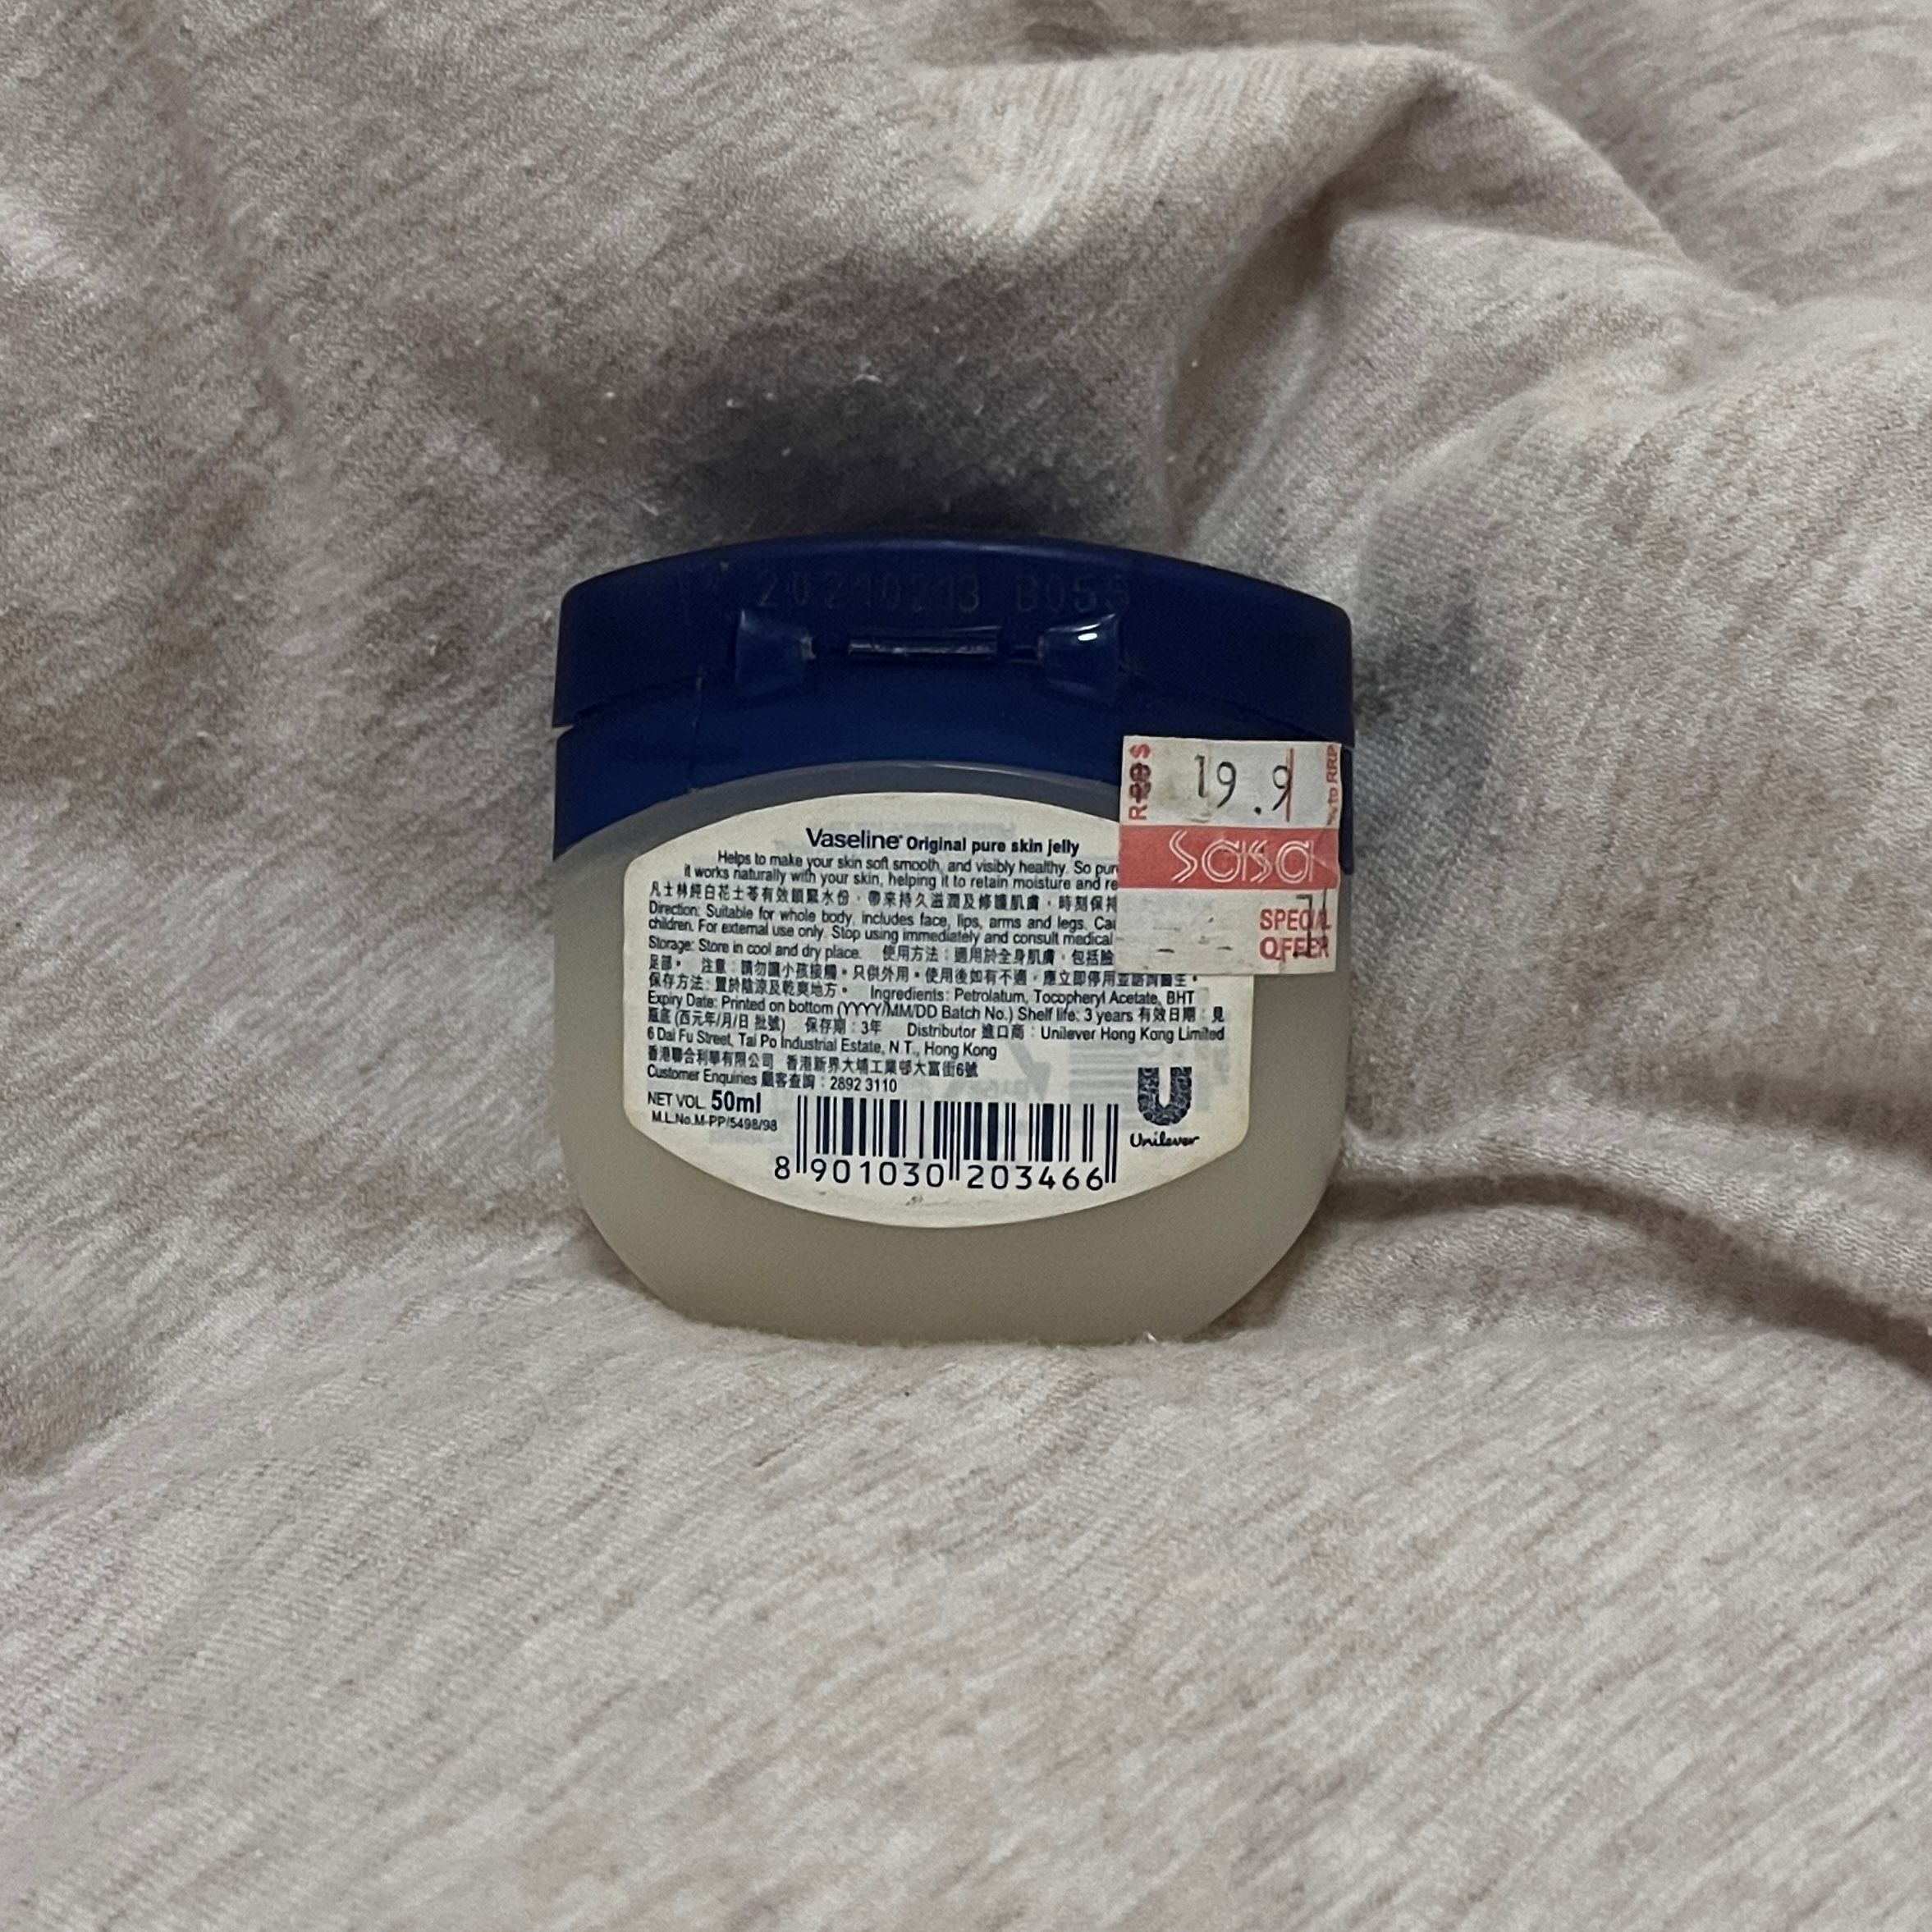 20210213 B055
19.9
Sasa
SPECIAL
OFFER
% to RRP
Vaseline® Original pure skin jelly
Helps to make your skin soft smooth, and visibly healthy. So pure
it works naturally with your skin, helping it to retain moisture and
凡士林經白花土苓有效鎖緊水份，帶來持久滋潤及修護肌膚，時刻保持
Direction: Suitable for whole body, includes face, lips, arms and legs.
children. For external use only. Stop using immediately and consult medical
Storage: Store in cool and dry place. 使用方法：適用於全身肌膚，包括臉
足部。 注意：請勿讓小孩接觸。只供外用。使用後如有不適，應立即停用並諮詢醫生。
保存方法：置於陰涼及乾爽地方。 Ingredients: Petrolatum, Tocopheryl Acetate, BHT
Expiry Date: Printed on bottom (YYYY/MM/DD Batch No.) Shelf life: 3 years 有效日期：見
瓶底 (西元年/月/日 批號) 保存期：3年 Distributor 進口商：Unilever Hong Kong Limited
6 Dai Fu Street, Tai Po Industrial Estate, N.T., Hong Kong
香港聯合利華有限公司 香港新界大埔工業邨大富街6號
Customer Enquiries 顧客查詢：2892 3110
NET VOL. 50ml
M.L.No.M-PP/5498/98
8 901030 203466
Unilever